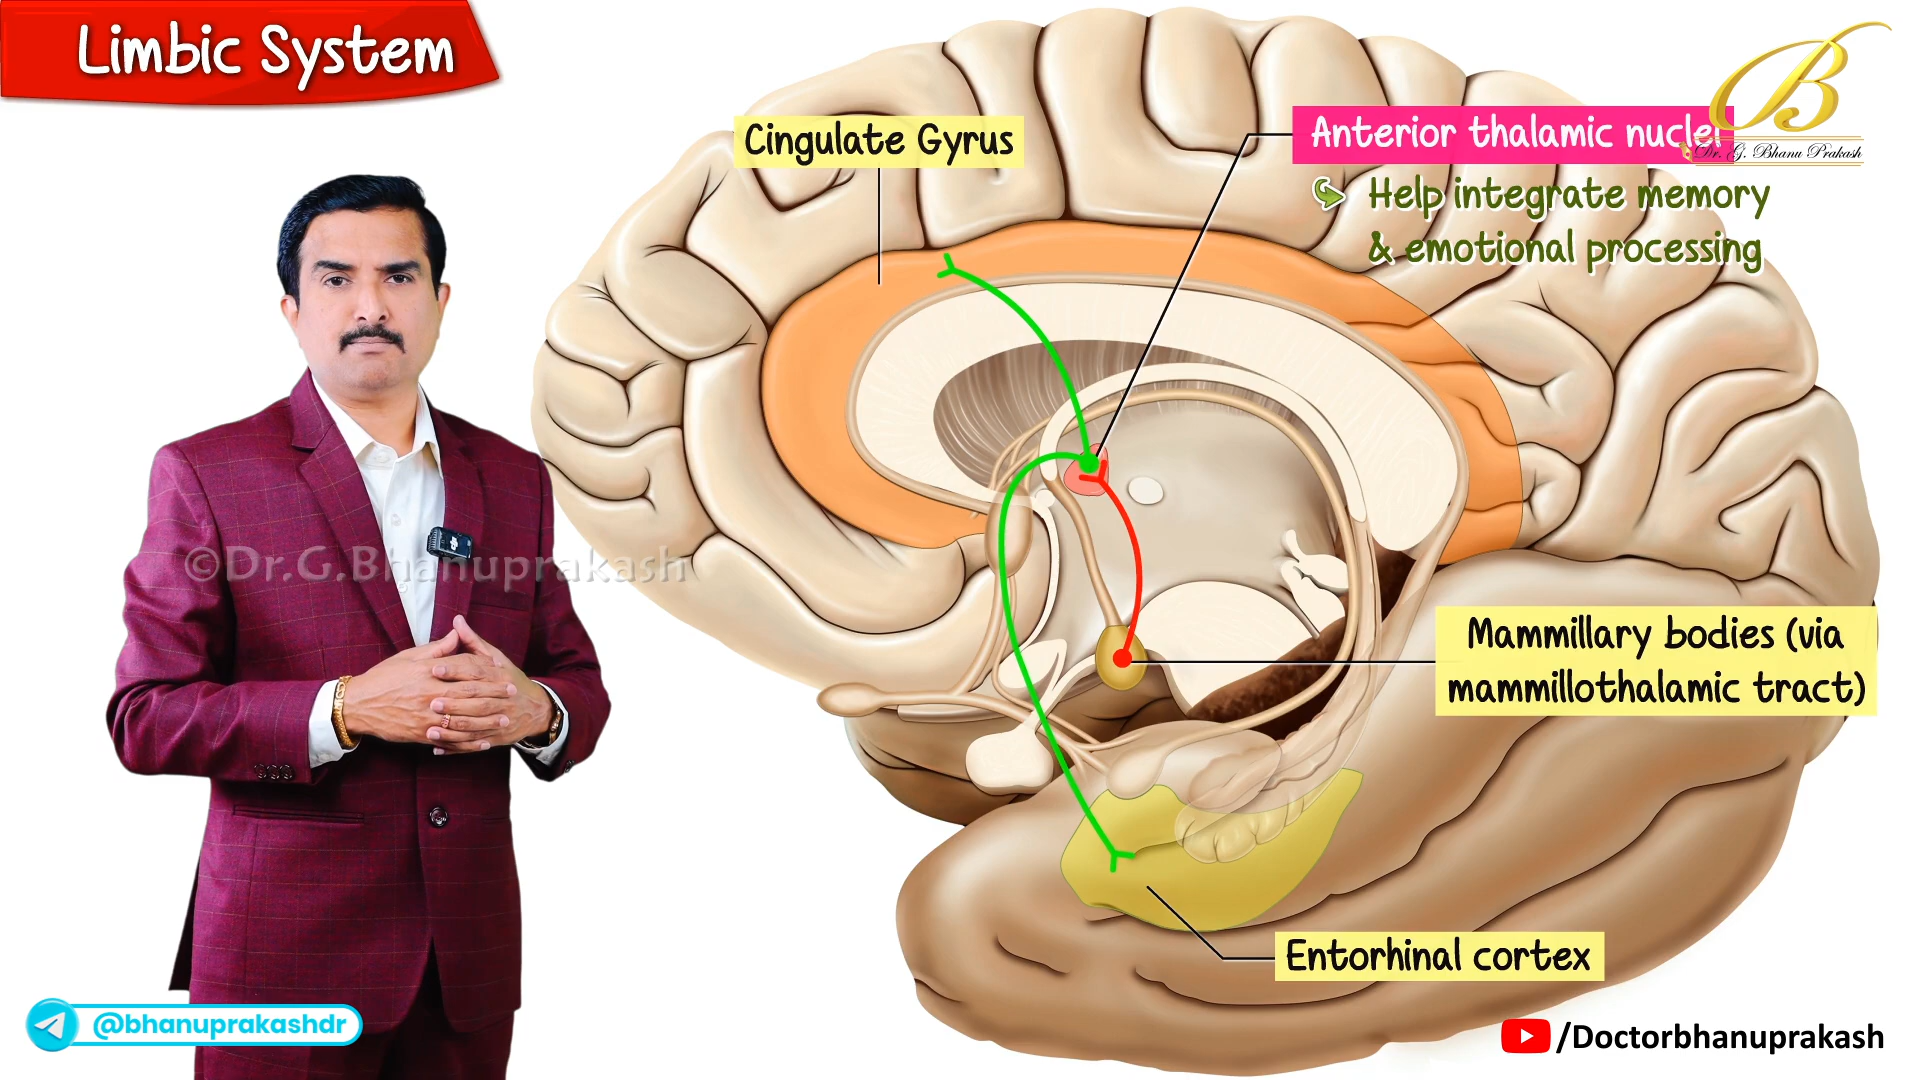 Limbic System
Cingulate Gyrus
Anterior thalamic nuclei
Dr. G. Bhanu Prakash
Help integrate memory
& emotional processing
©Dr.G.Bhanuprakash
Mammillary bodies (via
mammillothalamic tract)
Entorhinal cortex
@bhanuprakashdr
/Doctorbhanuprakash